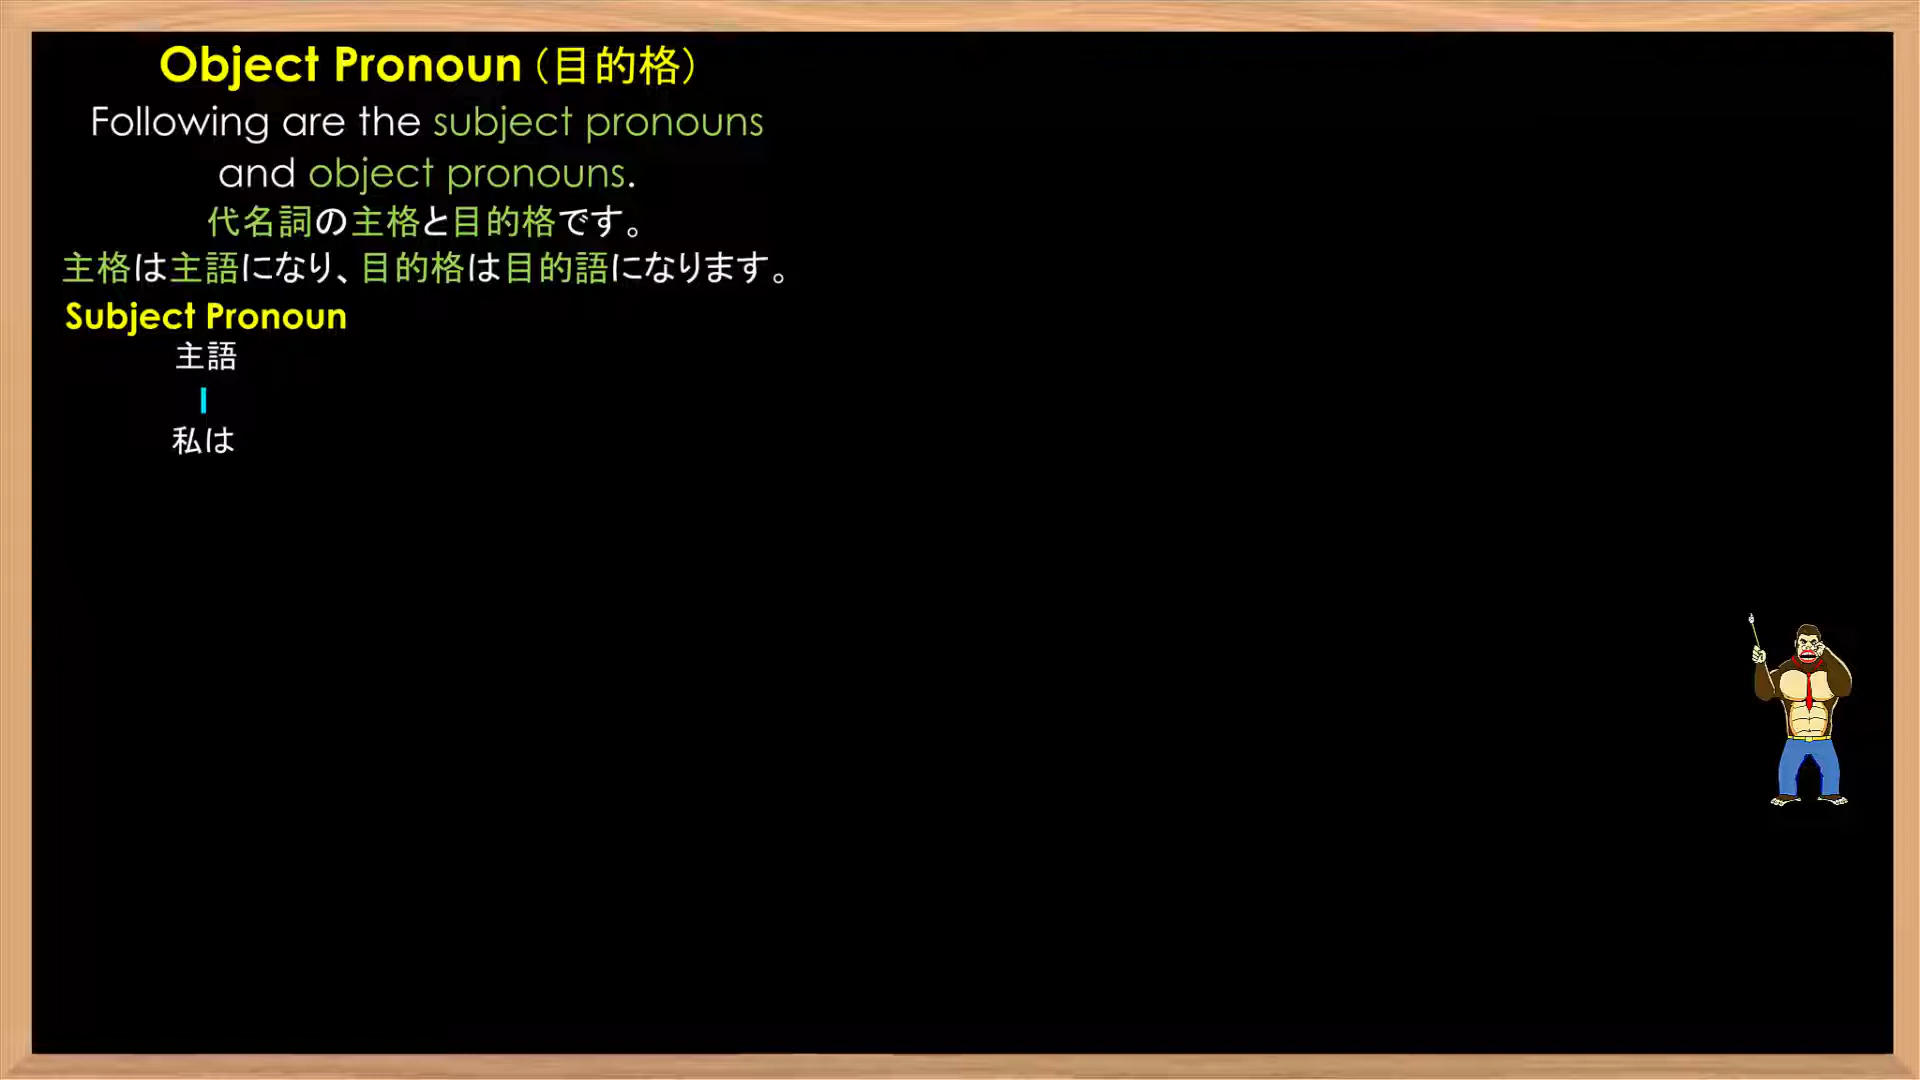 Object Pronoun（目的格）
Following are the subject pronouns
and object pronouns.
代名詞の主格と目的格です。
主格は主語になり、目的格は目的語になります。
Subject Pronoun
主語
I
私は